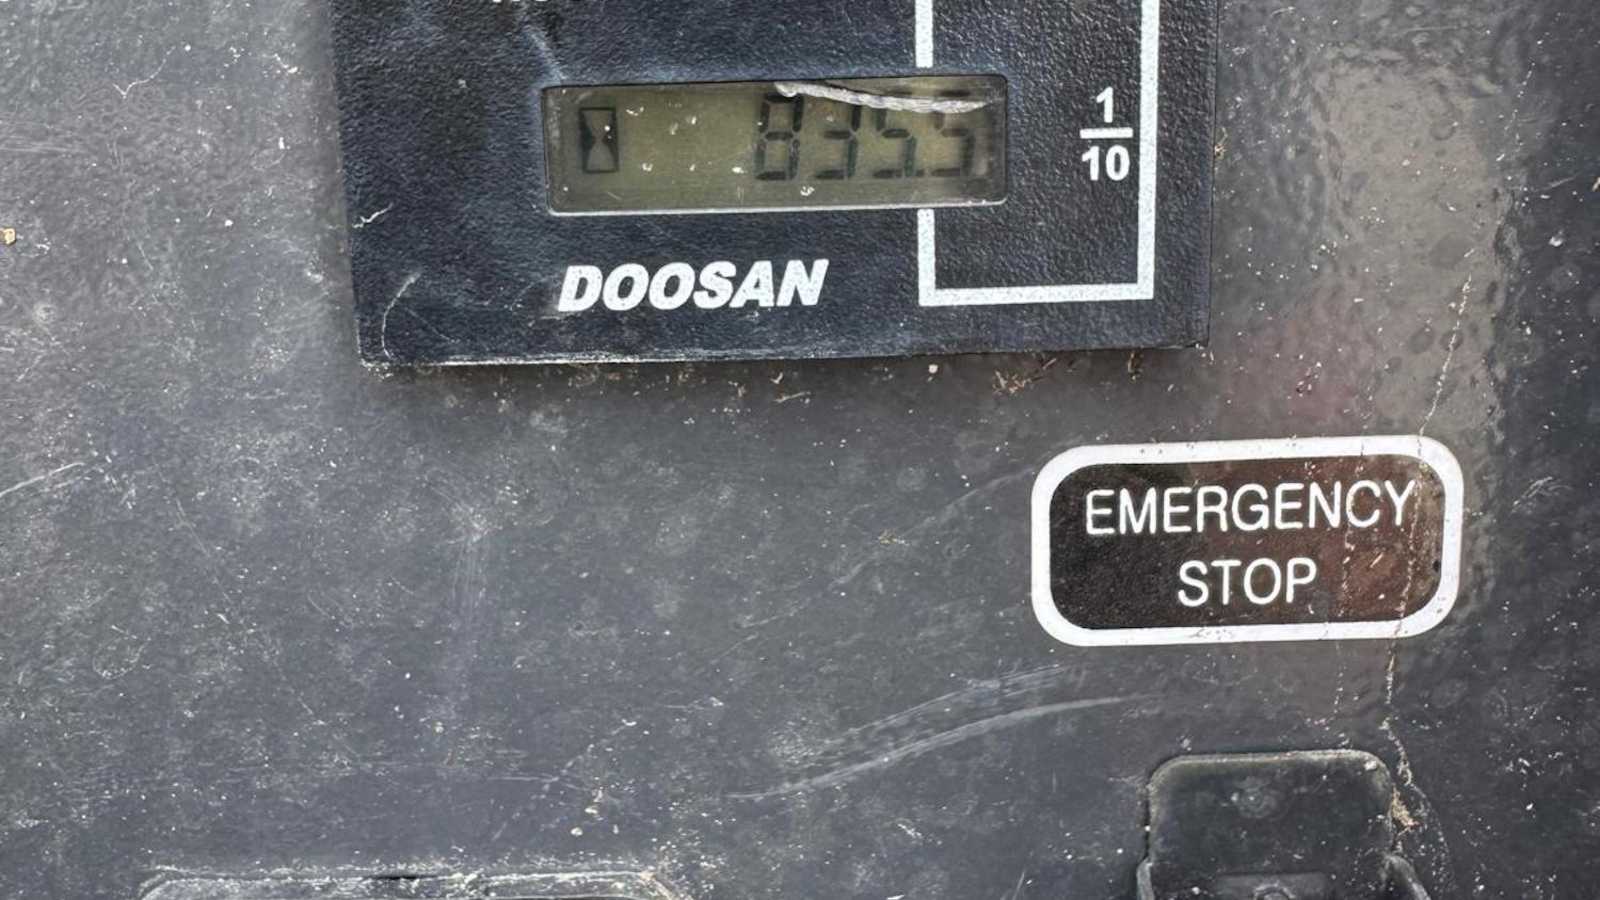 835.5
1
10
DOOSAN
EMERGENCY
STOP